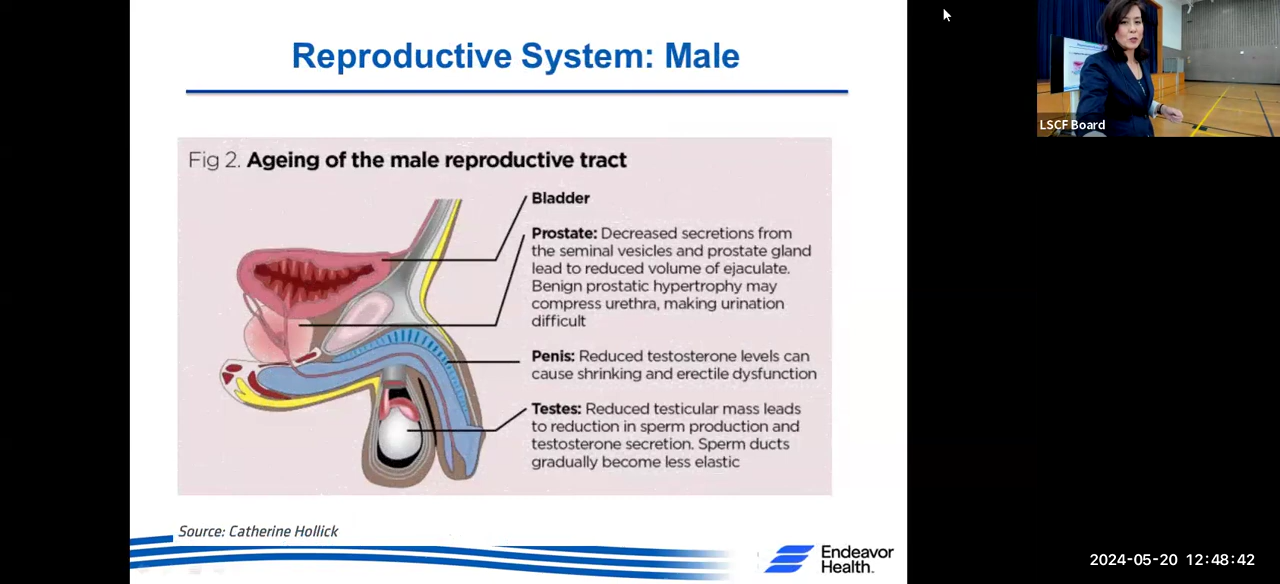 Reproductive System: Male
Fig 2. Ageing of the male reproductive tract
Bladder
Prostate: Decreased secretions from
the seminal vesicles and prostate gland
lead to reduced volume of ejaculate.
Benign prostatic hypertrophy may
compress urethra, making urination
difficult
Penis: Reduced testosterone levels can
cause shrinking and erectile dysfunction
Testes: Reduced testicular mass leads
to reduction in sperm production and
testosterone secretion. Sperm ducts
gradually become less elastic
Source: Catherine Hollick
Endeavor
Health.
LSCF Board
2024-05-20 12:48:42